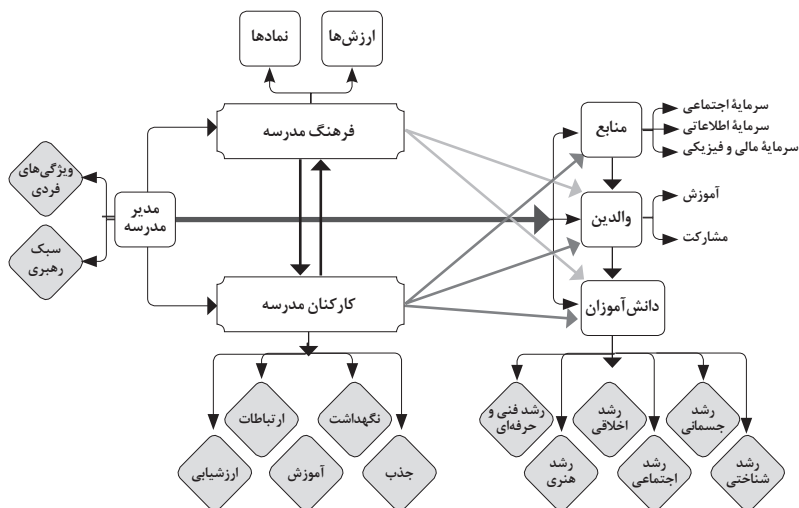 ارزش‌ها
نمادها
فرهنگ مدرسه
منابع
سرمایهٔ اجتماعی
سرمایهٔ اطلاعاتی
سرمایهٔ مالی و فیزیکی
ویژگی‌های
فردی
مدیر
مدرسه
سبک
رهبری
والدین
آموزش
مشارکت
کارکنان مدرسه
دانش‌آموزان
نگهداشت
ارتباطات
جذب
آموزش
ارزشیابی
رشد
جسمانی
رشد
اخلاقی
رشد فنی و
حرفه‌ای
رشد
شناختی
رشد
اجتماعی
رشد
هنری